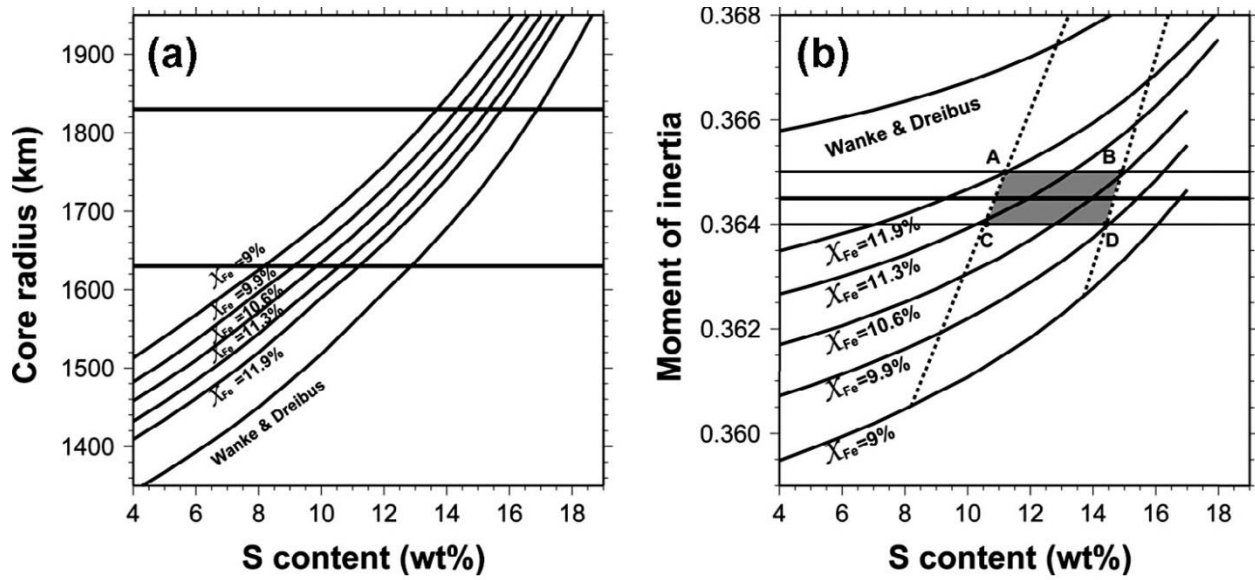 (a)
Core radius (km)
1900
1800
1700
1600
1500
1400
χFe=9%
χFe=9.9%
χFe=10.6%
χFe=11.3%
χFe=11.9%
Wanke & Dreibus
4 6 8 10 12 14 16 18
S content (wt%)
(b)
Moment of inertia
0.368
0.366
0.364
0.362
0.360
Wanke & Dreibus
A B
C D
χFe=11.9%
χFe=11.3%
χFe=10.6%
χFe=9.9%
χFe=9%
4 6 8 10 12 14 16 18
S content (wt%)